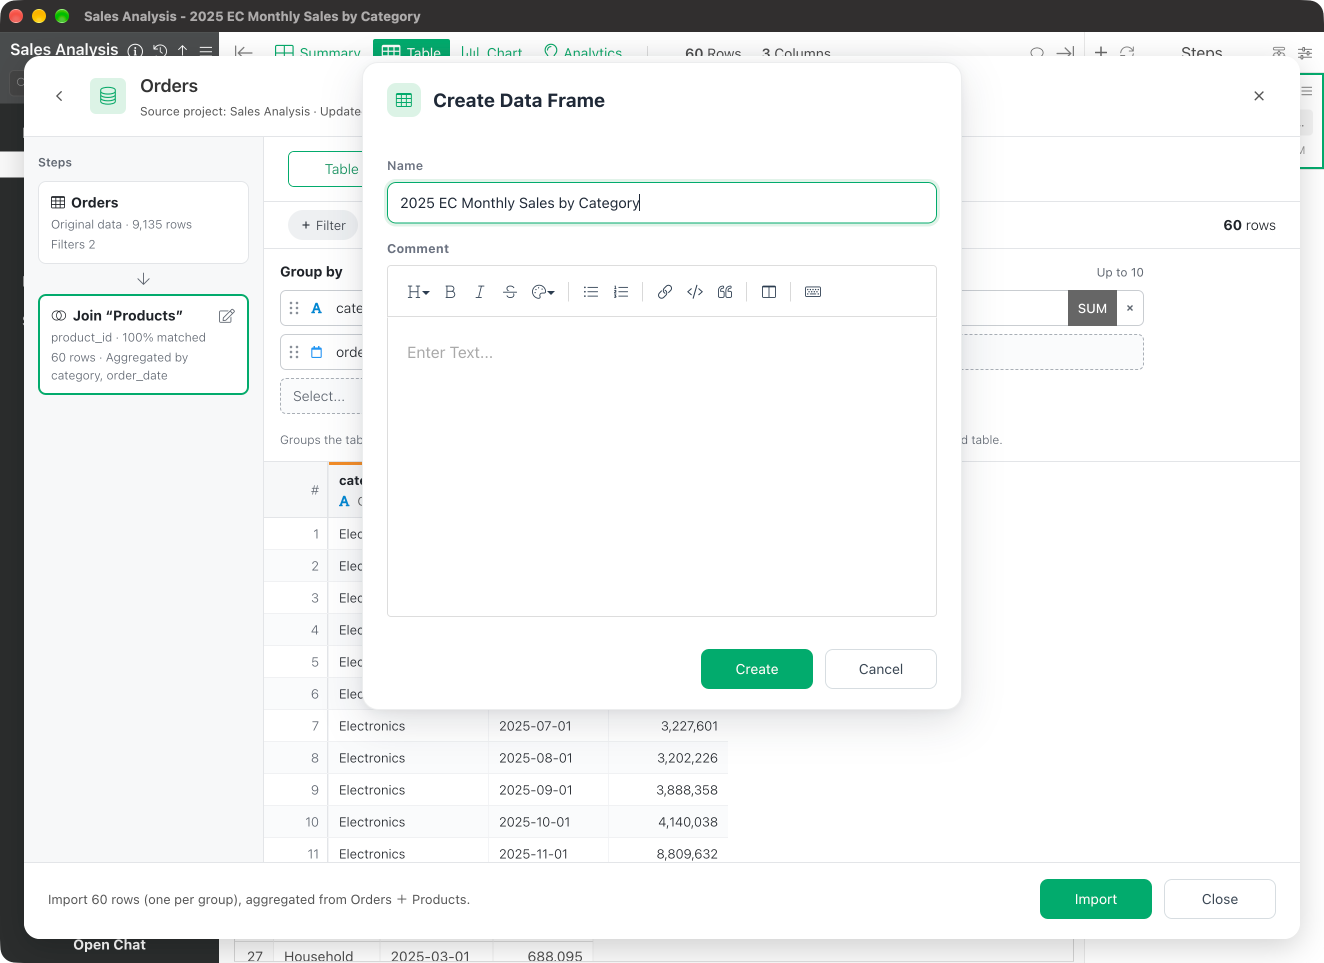 Sales Analysis - 2025 EC Monthly Sales by Category
Sales Analysis
Summary
Table
Chart
Analytics
60 Rows
3 Columns
Steps
Orders
Source project: Sales Analysis · Update
Create Data Frame
Steps
Orders
Original data · 9,135 rows
Filters 2
Join “Products”
product_id · 100% matched
60 rows · Aggregated by
category, order_date
Table
+ Filter
60 rows
Name
2025 EC Monthly Sales by Category
Comment
Group by
Up to 10
A cate
SUM ×
orde
Select...
Enter Text...
Groups the tab
d table.
# cate
A
1 Elec
2 Elec
3 Elec
4 Elec
5 Elec
6 Elec
Create
Cancel
7 Electronics 2025-07-01 3,227,601
8 Electronics 2025-08-01 3,202,226
9 Electronics 2025-09-01 3,888,358
10 Electronics 2025-10-01 4,140,038
11 Electronics 2025-11-01 8,809,632
Import 60 rows (one per group), aggregated from Orders + Products.
Import
Close
Open Chat
27 Household 2025-03-01 688,095